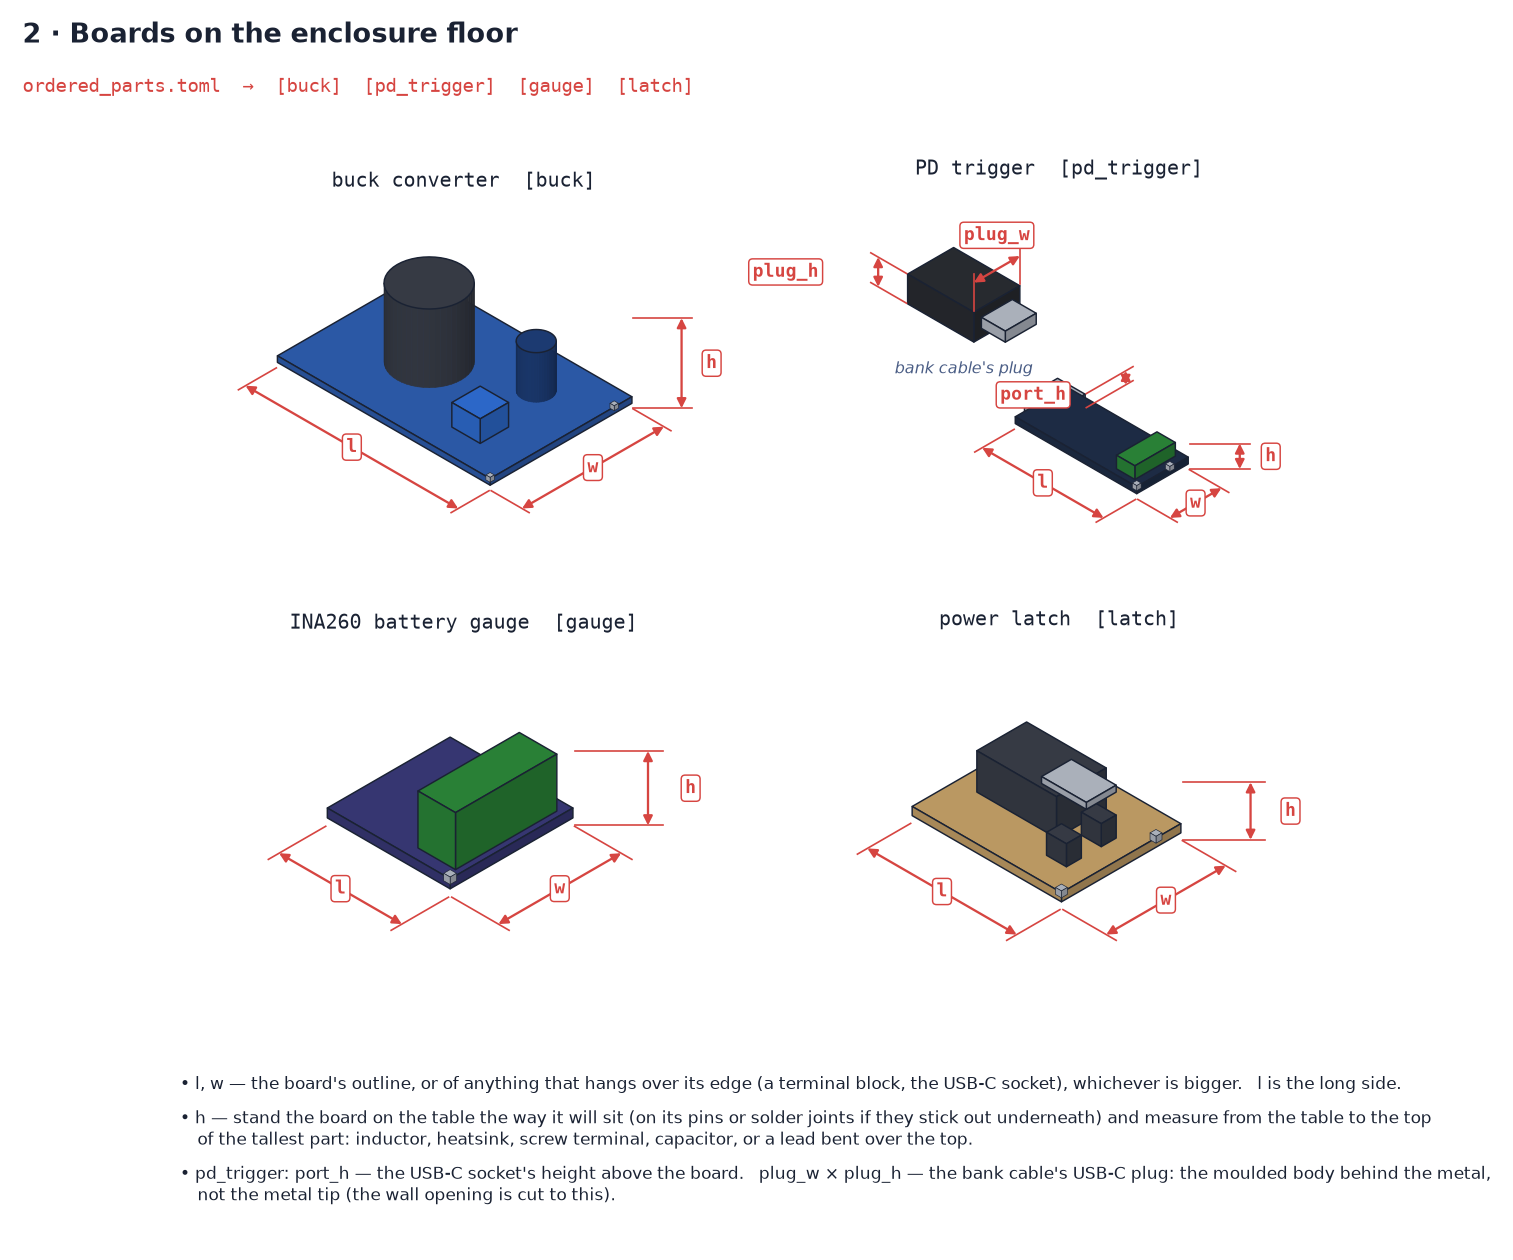 2 · Boards on the enclosure floor
ordered_parts.toml → [buck] [pd_trigger] [gauge] [latch]
buck converter [buck]
h
l
w
PD trigger [pd_trigger]
plug_w
plug_h
bank cable's plug
port_h
h
l
w
INA260 battery gauge [gauge]
h
l
w
power latch [latch]
h
l
w
• l, w — the board's outline, or of anything that hangs over its edge (a terminal block, the USB-C socket), whichever is bigger. l is the long side.
• h — stand the board on the table the way it will sit (on its pins or solder joints if they stick out underneath) and measure from the table to the top
of the tallest part: inductor, heatsink, screw terminal, capacitor, or a lead bent over the top.
• pd_trigger: port_h — the USB-C socket's height above the board. plug_w × plug_h — the bank cable's USB-C plug: the moulded body behind the metal,
not the metal tip (the wall opening is cut to this).